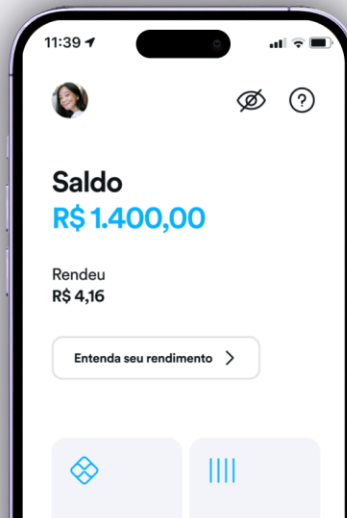 11:39
Saldo
R$ 1.400,00
Rendeu
R$ 4,16
Entenda seu rendimento